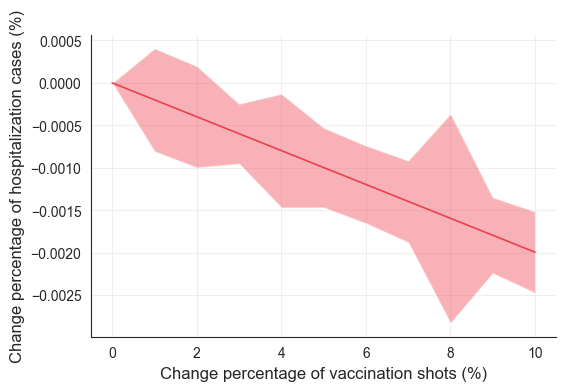 Change percentage of hospitalization cases (%)
0.0005
0.0000
−0.0005
−0.0010
−0.0015
−0.0020
−0.0025
0 2 4 6 8 10
Change percentage of vaccination shots (%)